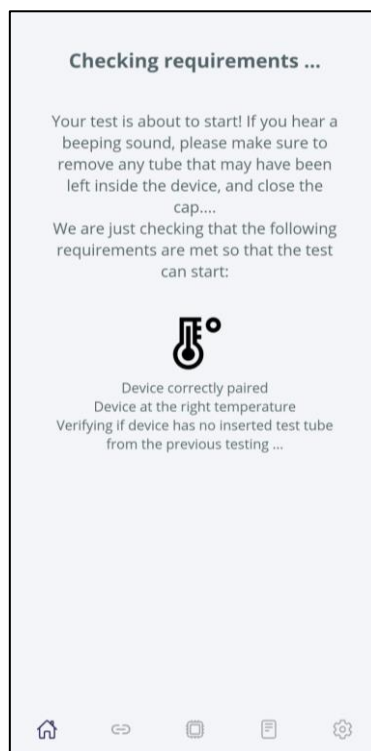 Checking requirements ...
Your test is about to start! If you hear a
beeping sound, please make sure to
remove any tube that may have been
left inside the device, and close the
cap....
We are just checking that the following
requirements are met so that the test
can start:
Device correctly paired
Device at the right temperature
Verifying if device has no inserted test tube
from the previous testing ...